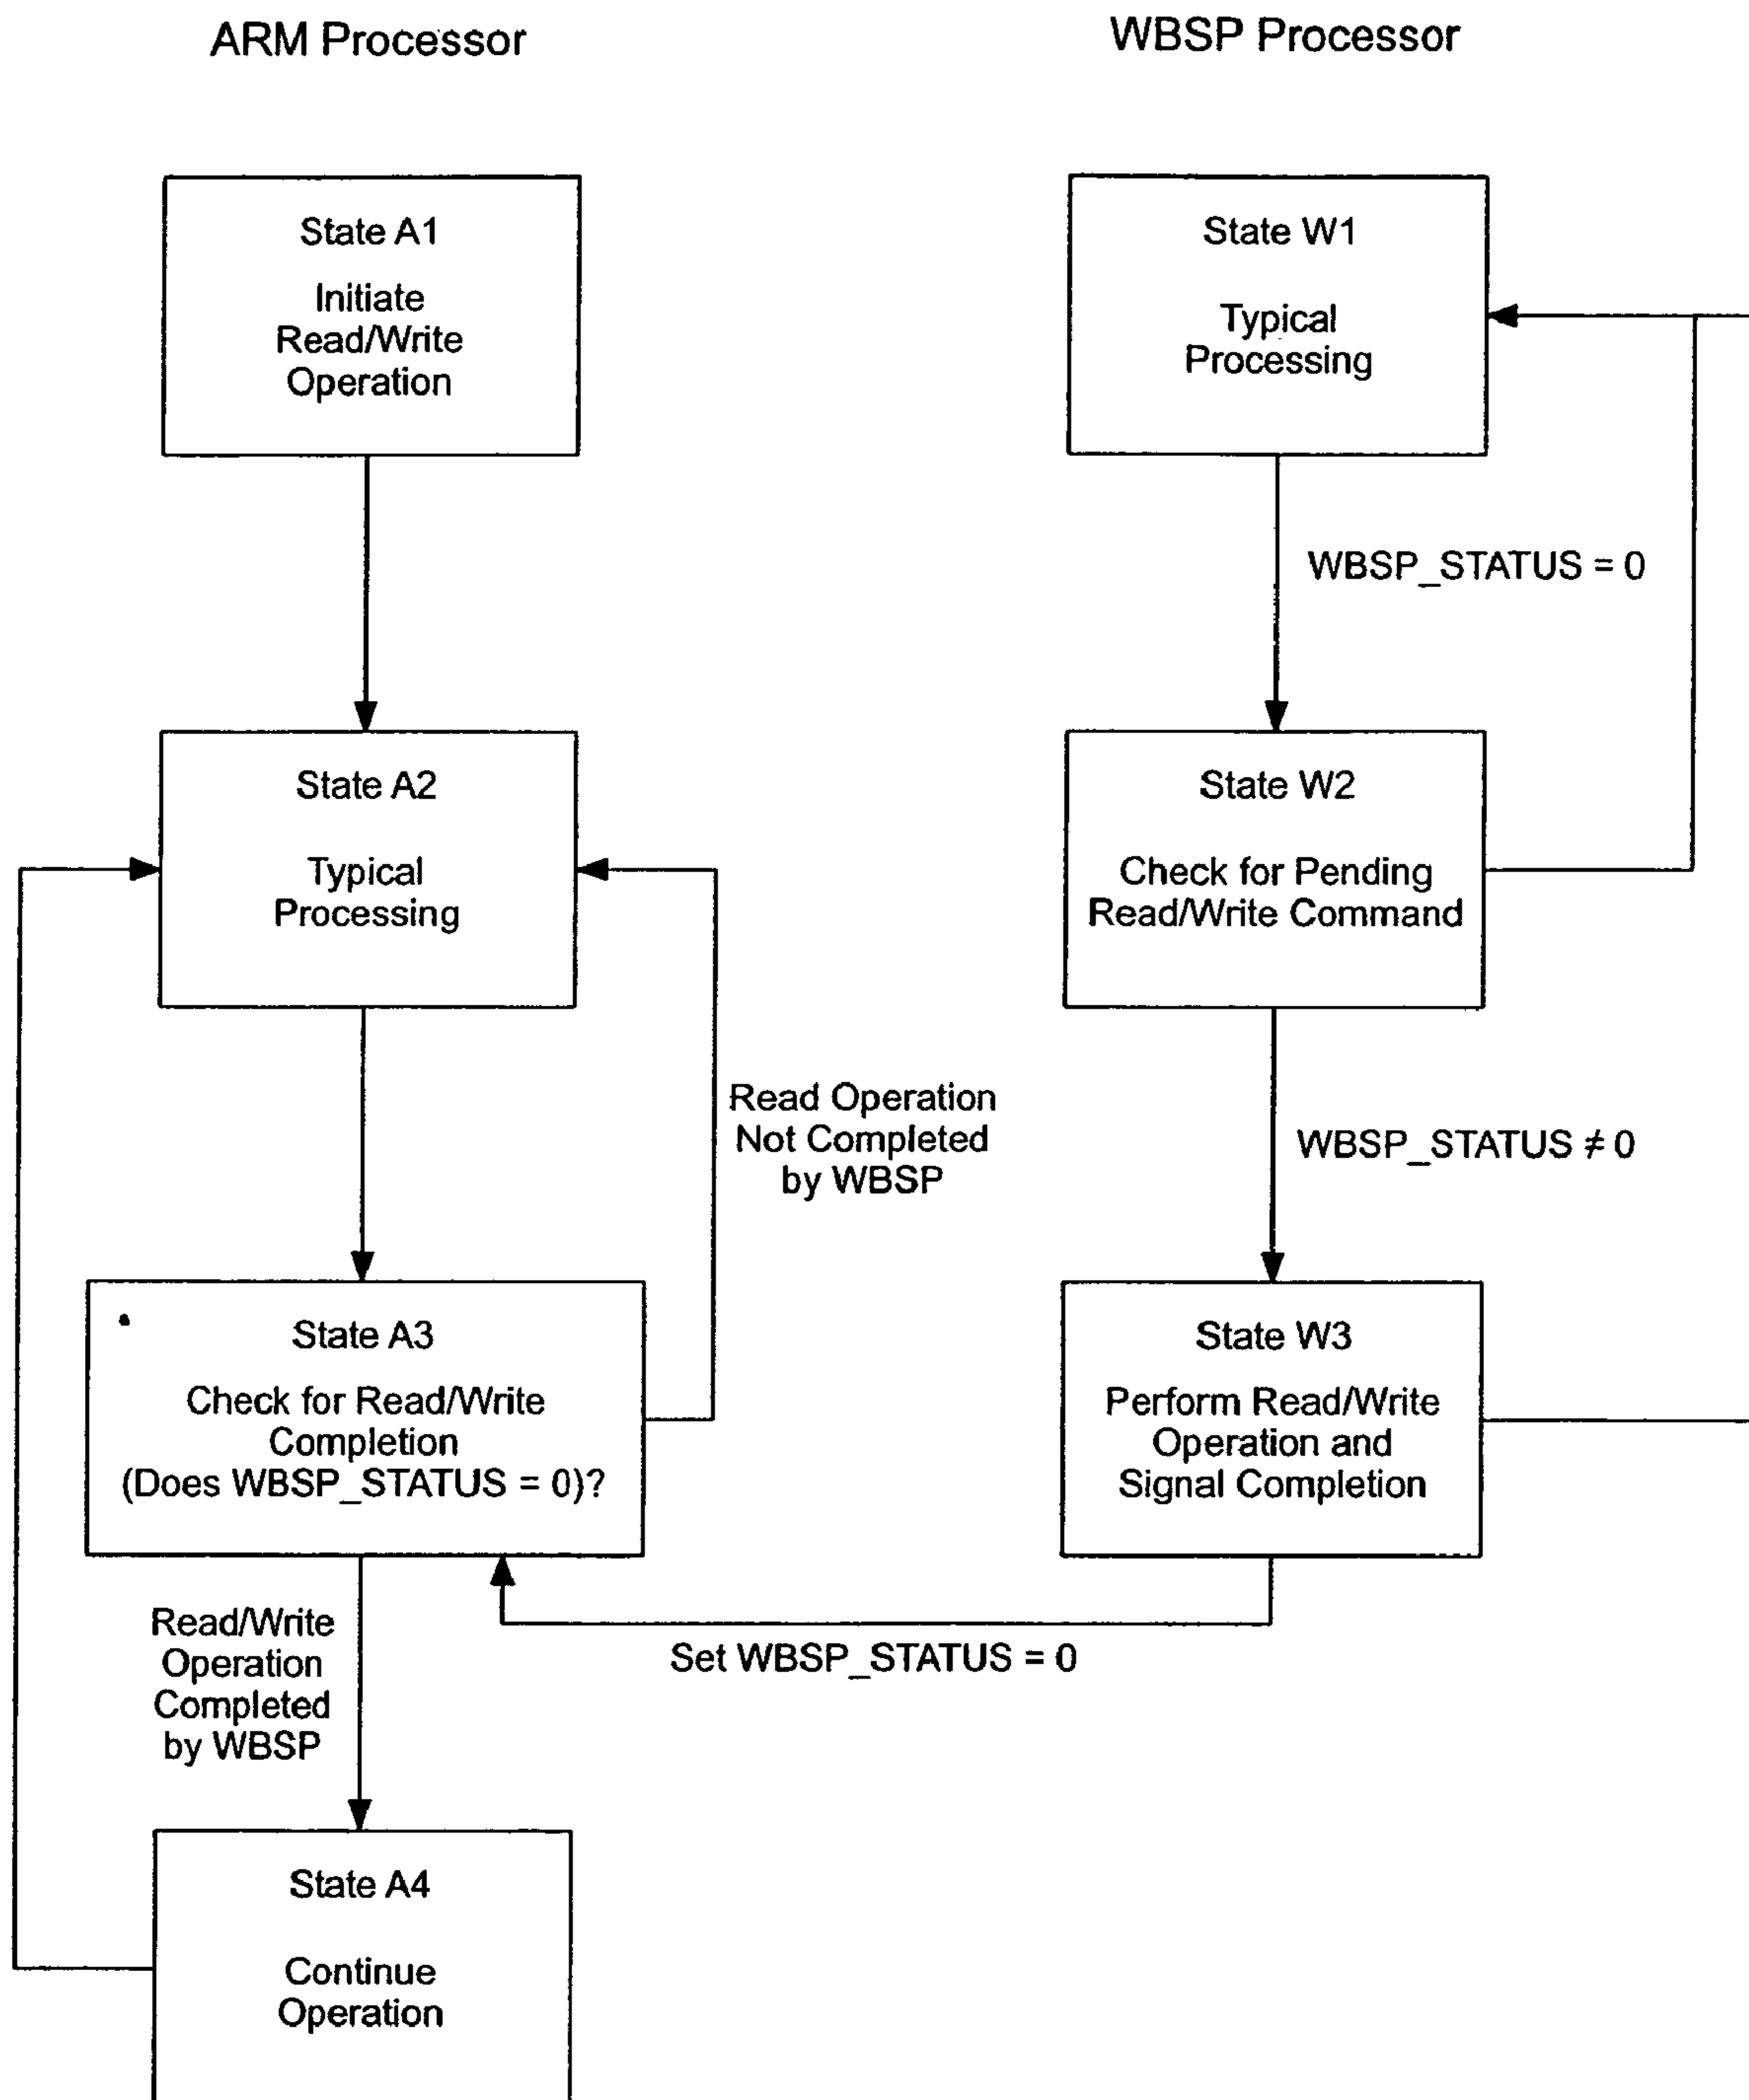 ARM Processor
WBSP Processor
State A1
Initiate
Read/Write
Operation
State W1
Typical
Processing
WBSP_STATUS = 0
State A2
Typical
Processing
State W2
Check for Pending
Read/Write Command
Read Operation
Not Completed
by WBSP
WBSP_STATUS ≠ 0
State A3
Check for Read/Write
Completion
(Does WBSP_STATUS = 0)?
State W3
Perform Read/Write
Operation and
Signal Completion
Read/Write
Operation
Completed
by WBSP
Set WBSP_STATUS = 0
State A4
Continue
Operation